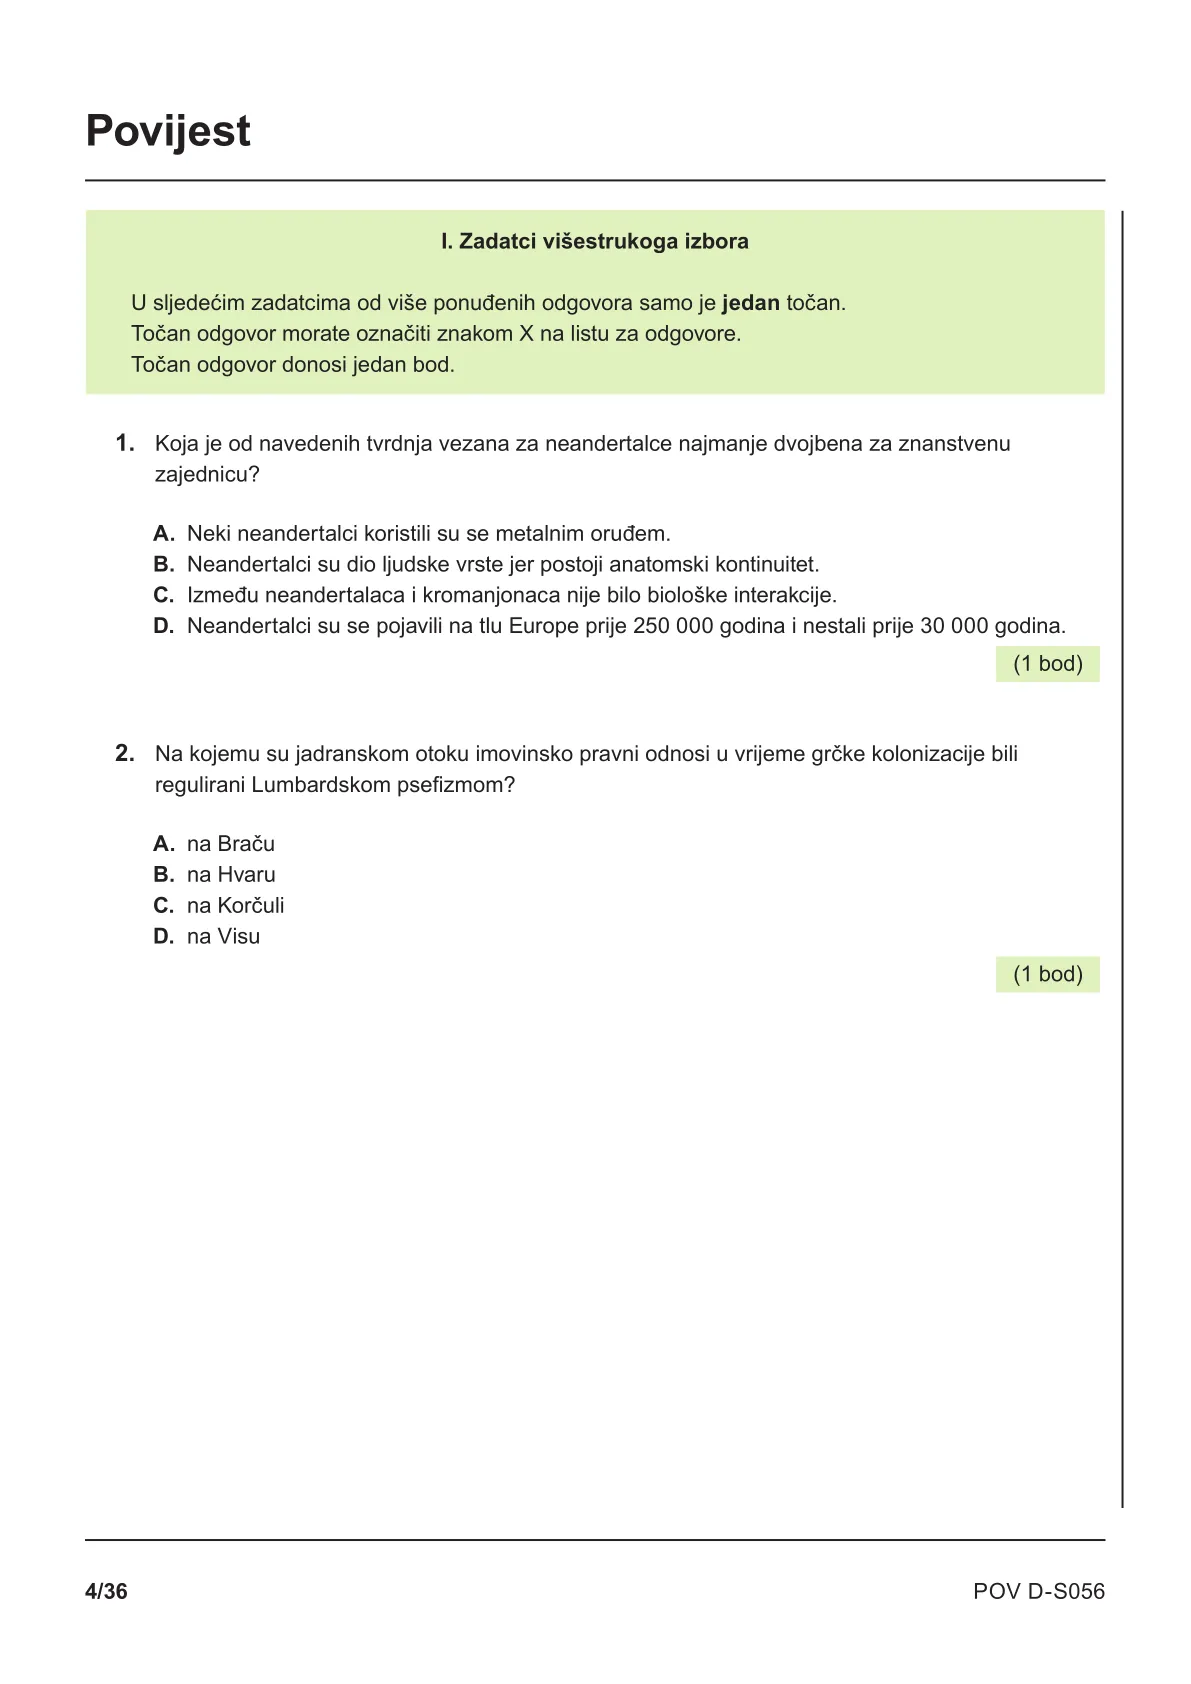 Povijest
I. Zadatci višestrukoga izbora
U sljedećim zadatcima od više ponuđenih odgovora samo je jedan točan.
Točan odgovor morate označiti znakom X na listu za odgovore.
Točan odgovor donosi jedan bod.
1. Koja je od navedenih tvrdnja vezana za neandertalce najmanje dvojbena za znanstvenu
zajednicu?
A. Neki neandertalci koristili su se metalnim oruđem.
B. Neandertalci su dio ljudske vrste jer postoji anatomski kontinuitet.
C. Između neandertalaca i kromanjonaca nije bilo biološke interakcije.
D. Neandertalci su se pojavili na tlu Europe prije 250 000 godina i nestali prije 30 000 godina.
(1 bod)
2. Na kojemu su jadranskom otoku imovinsko pravni odnosi u vrijeme grčke kolonizacije bili
regulirani Lumbardskom psefizmom?
A. na Braču
B. na Hvaru
C. na Korčuli
D. na Visu
(1 bod)
4/36 POV D-S056